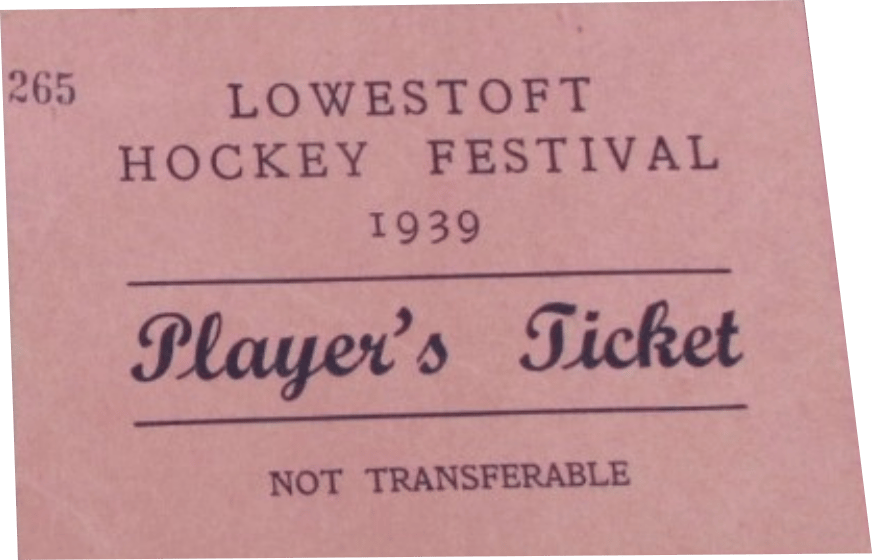 265
LOWESTOFT
HOCKEY FESTIVAL
1939
Player's Ticket
NOT TRANSFERABLE